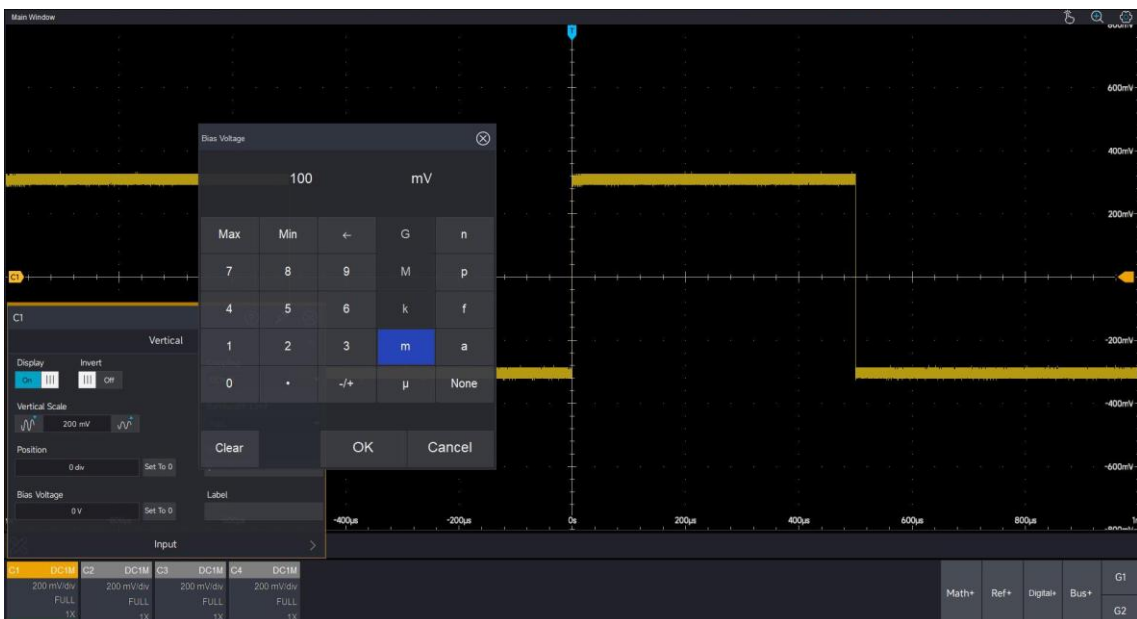 Main Window
T
800mV
600mV
400mV
200mV
-200mV
-400mV
-600mV
-800mV
C1
Bias Voltage
100 mV
Max Min ← G n
7 8 9 M p
4 5 6 k f
1 2 3 m a
0 . -/+ μ None
Clear OK Cancel
C1
Vertical
Display Invert
On Off
Vertical Scale
200 mV
Position
0 div Set To 0
Bias Voltage Label
0 V Set To 0
Input >
-400μs -200μs 0s 200μs 400μs 600μs 800μs
C1 DC1M C2 DC1M C3 DC1M C4 DC1M
200 mV/div 200 mV/div 200 mV/div 200 mV/div
FULL FULL FULL FULL
1X 1X 1X 1X
Math+ Ref+ Digital+ Bus+
G1
G2